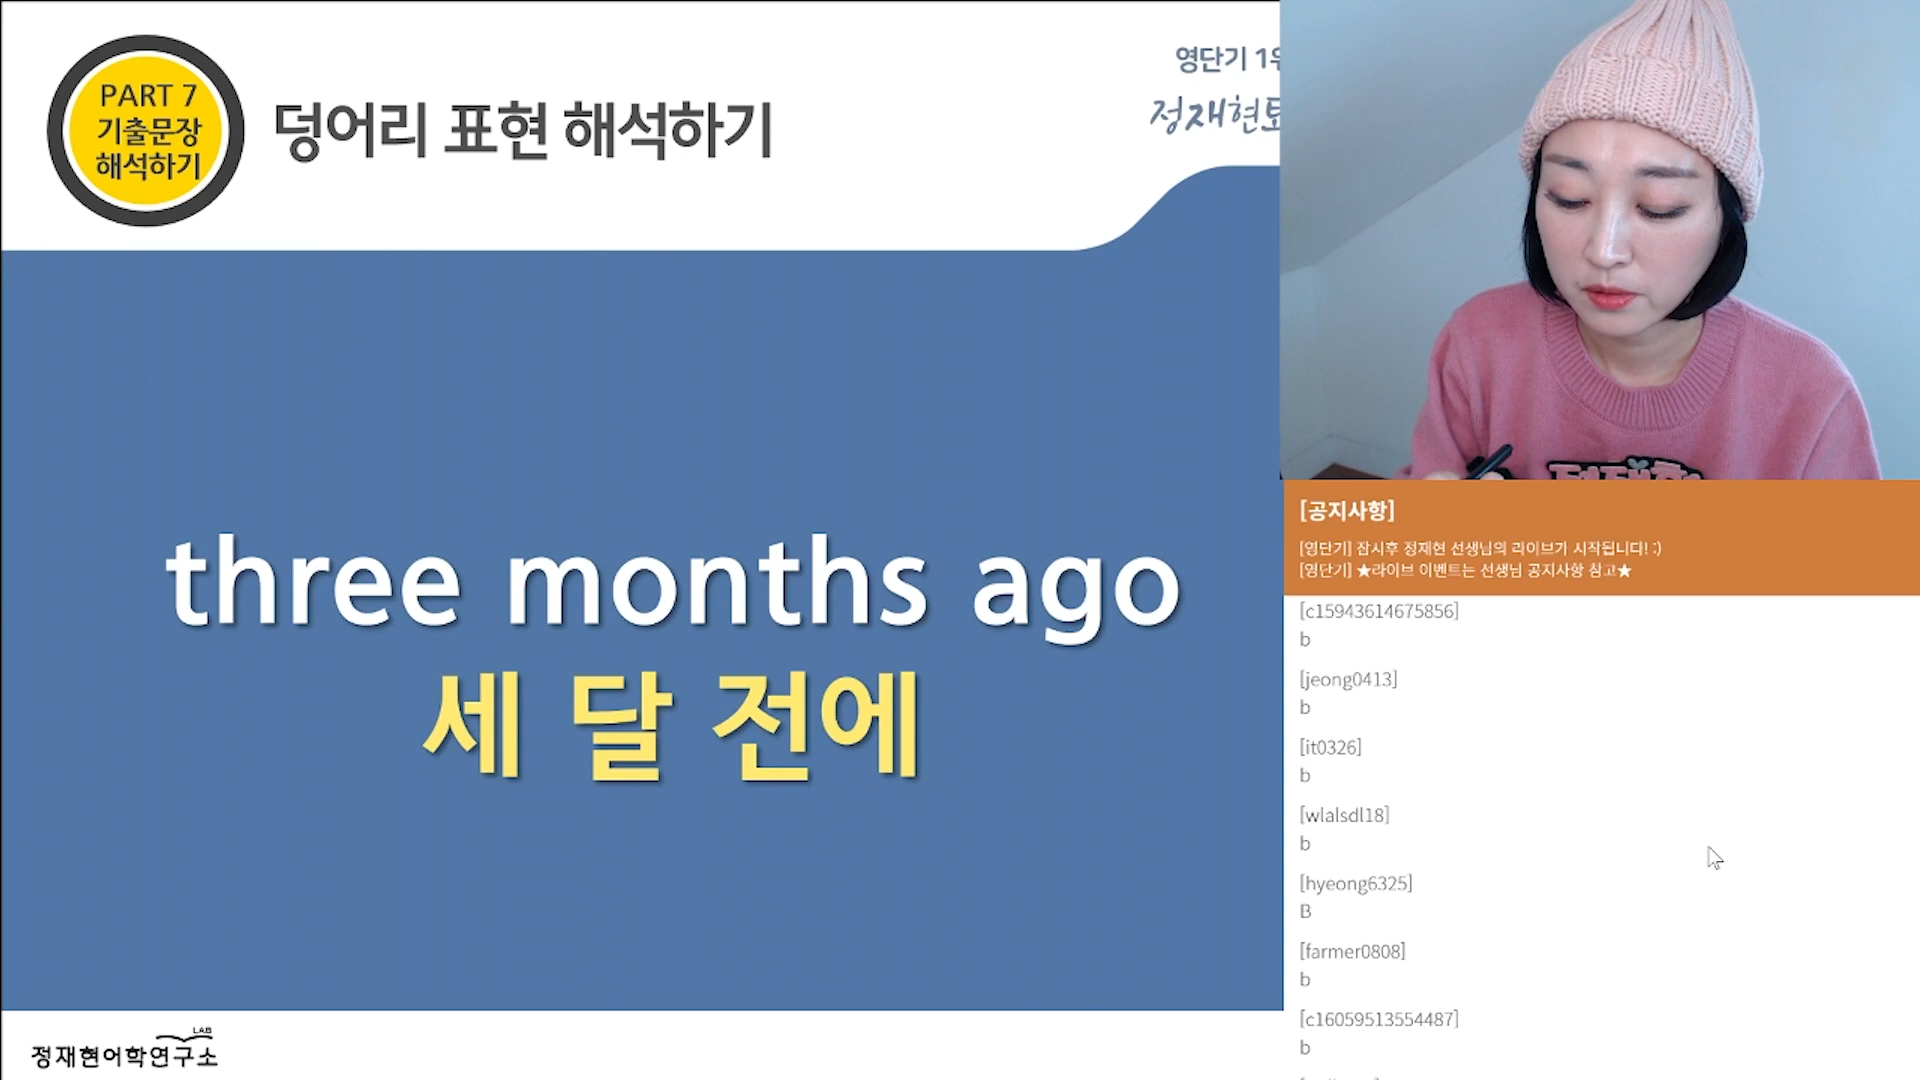 PART 7
기출문장
해석하기
덩어리 표현 해석하기
영단기 1위
정재현토
three months ago
세 달 전에
LAB
정재현어학연구소
[공지사항]
[영단기] 잠시후 정재현 선생님의 라이브가 시작됩니다! :)
[영단기] ★라이브 이벤트는 선생님 공지사항 참고★
[c15943614675856]
b
[jeong0413]
b
[it0326]
b
[wlalsdl18]
b
[hyeong6325]
B
[farmer0808]
b
[c16059513554487]
b